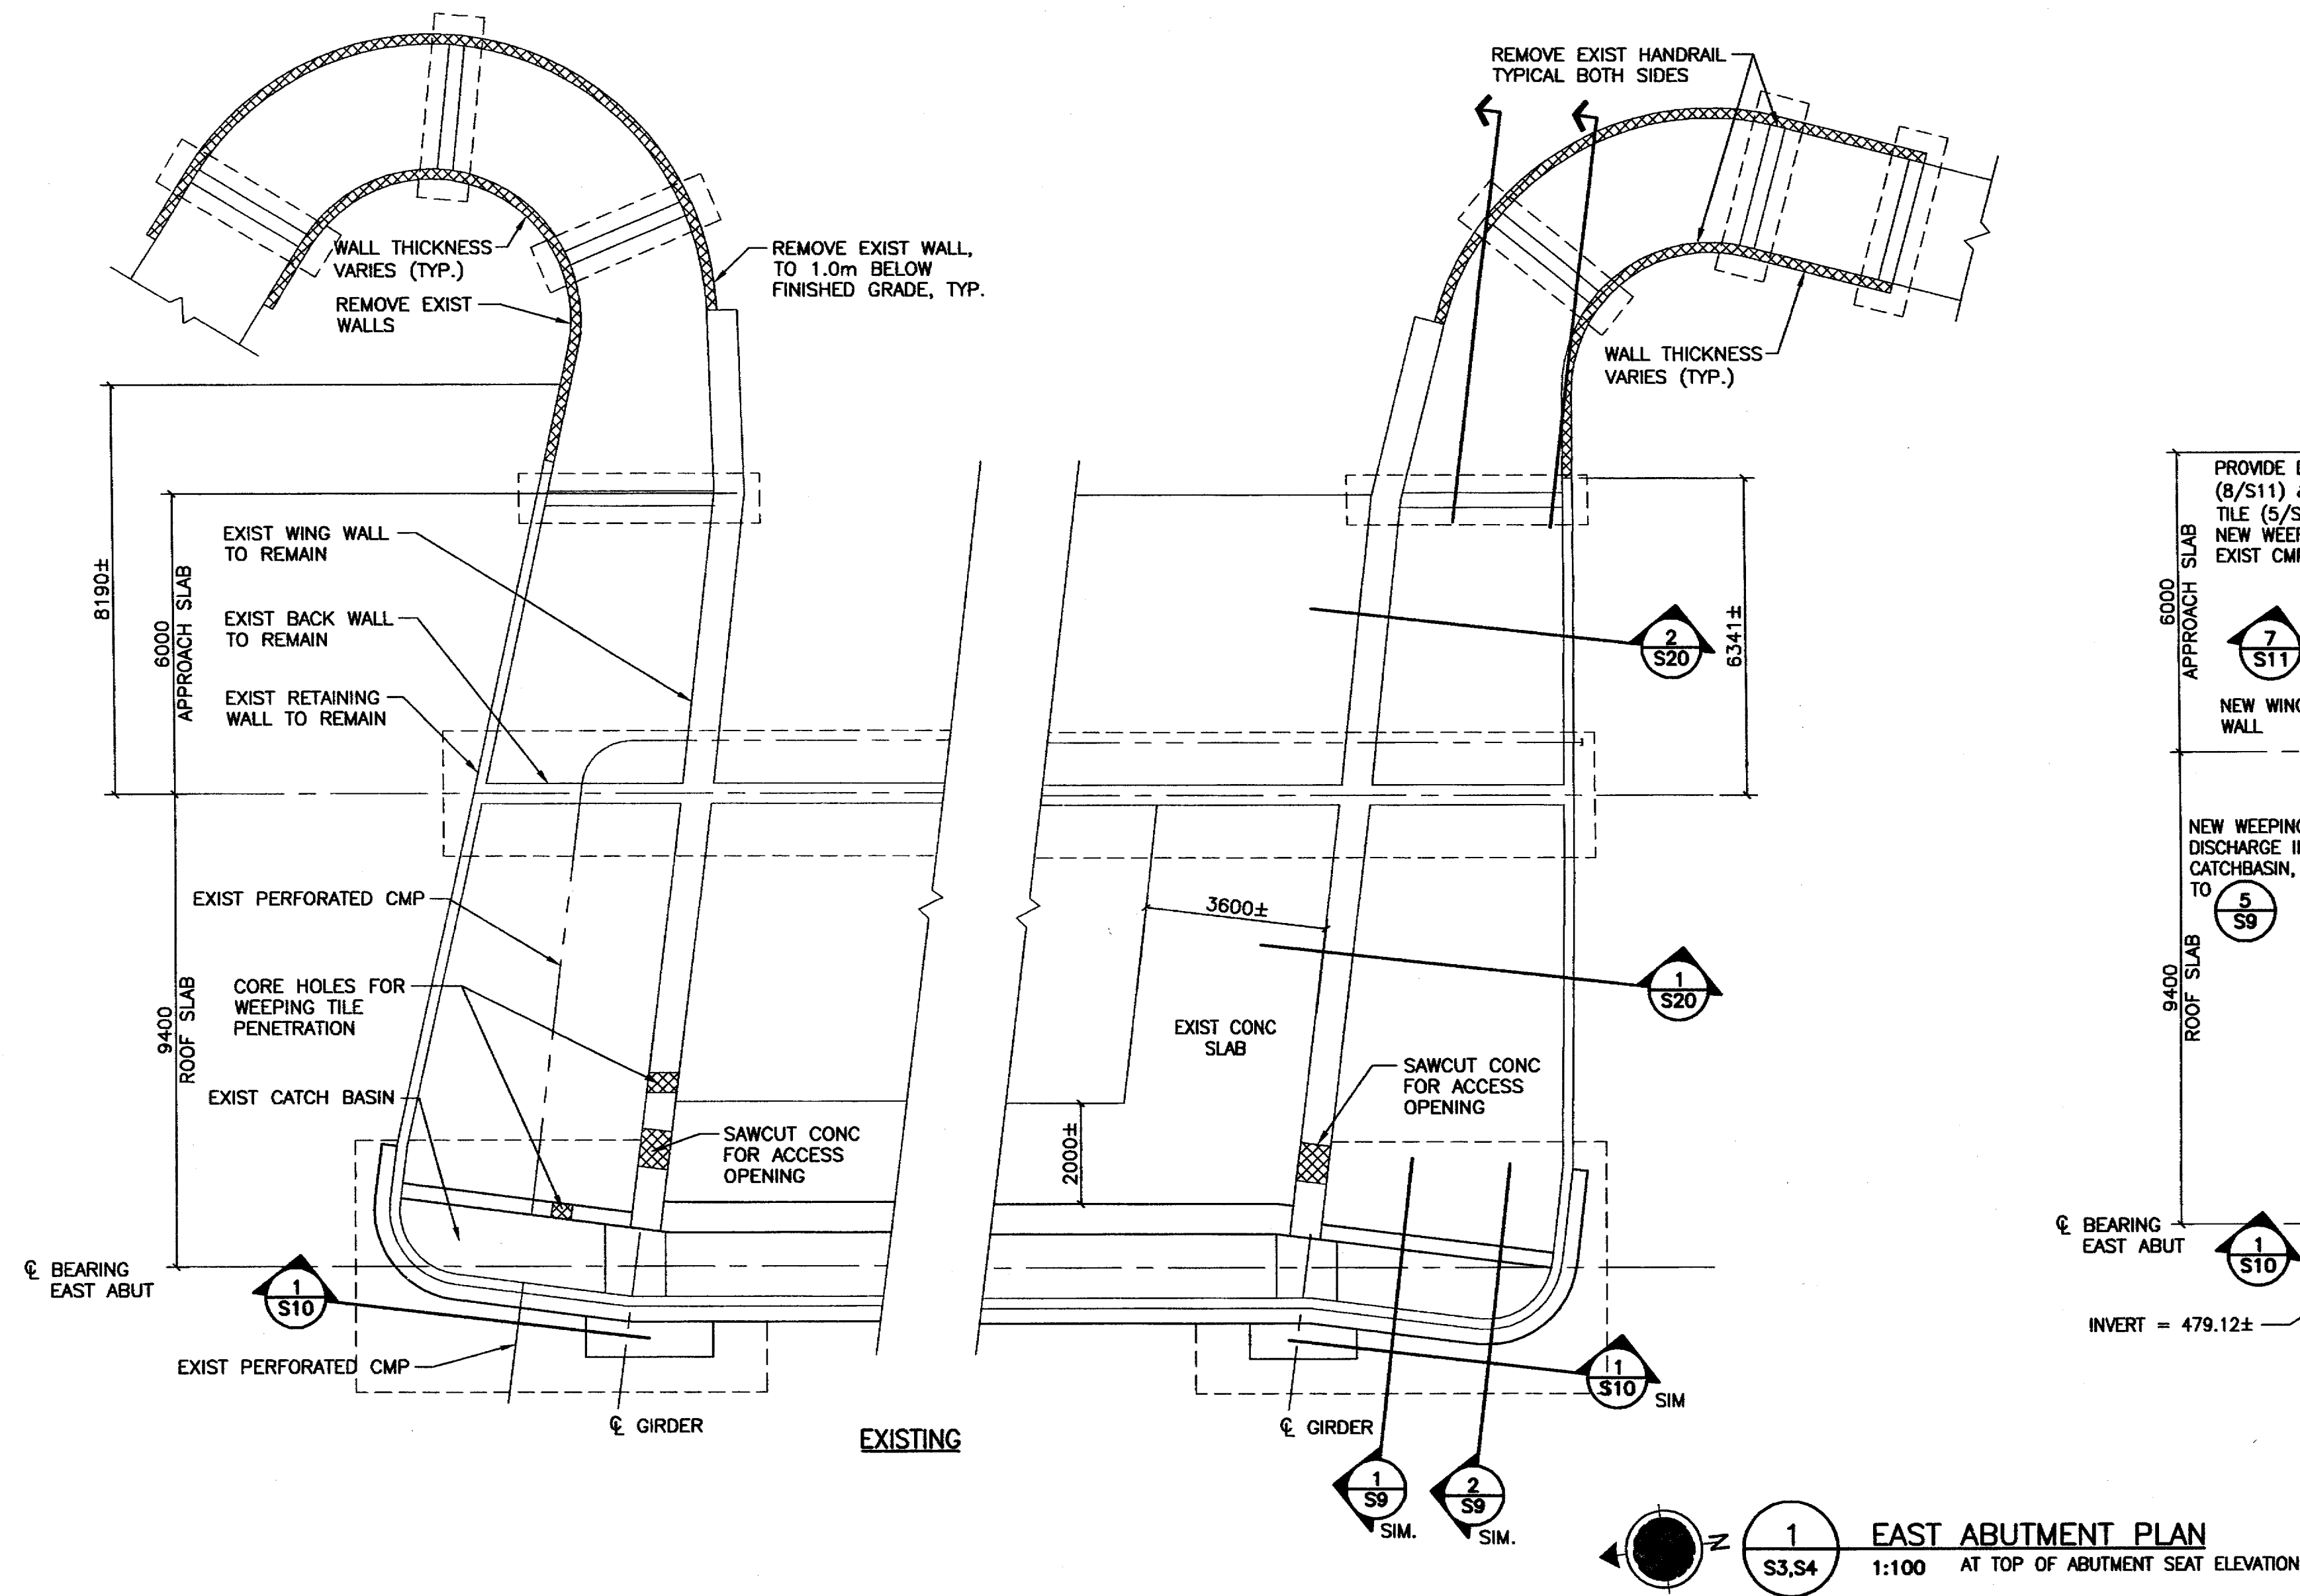 REMOVE EXIST HANDRAIL
TYPICAL BOTH SIDES
WALL THICKNESS
VARIES (TYP.)
REMOVE EXIST
WALLS
REMOVE EXIST WALL,
TO 1.0m BELOW
FINISHED GRADE, TYP.
WALL THICKNESS
VARIES (TYP.)
8190±
6000
APPROACH SLAB
EXIST WING WALL
TO REMAIN
EXIST BACK WALL
TO REMAIN
EXIST RETAINING
WALL TO REMAIN
2
S20
6341±
EXIST PERFORATED CMP
3600±
1
S20
CORE HOLES FOR
WEEPING TILE
PENETRATION
9400
ROOF SLAB
EXIST CONC
SLAB
SAWCUT CONC
FOR ACCESS
OPENING
EXIST CATCH BASIN
SAWCUT CONC
FOR ACCESS
OPENING
2000±
℄ BEARING
EAST ABUT
1
S10
EXIST PERFORATED CMP
℄ GIRDER
EXISTING
℄ GIRDER
1
S10
SIM
1
S9
SIM.
2
S9
SIM.
N
1
S3,S4
EAST ABUTMENT PLAN
1:100 AT TOP OF ABUTMENT SEAT ELEVATION
6000
APPROACH SLAB
PROVIDE
(8/S11)
TILE (5/S
NEW WEEP
EXIST CMP
7
S11
NEW WING
WALL
NEW WEEPING
DISCHARGE
CATCHBASIN,
TO
5
S9
9400
ROOF SLAB
℄ BEARING
EAST ABUT
1
S10
INVERT = 479.12±